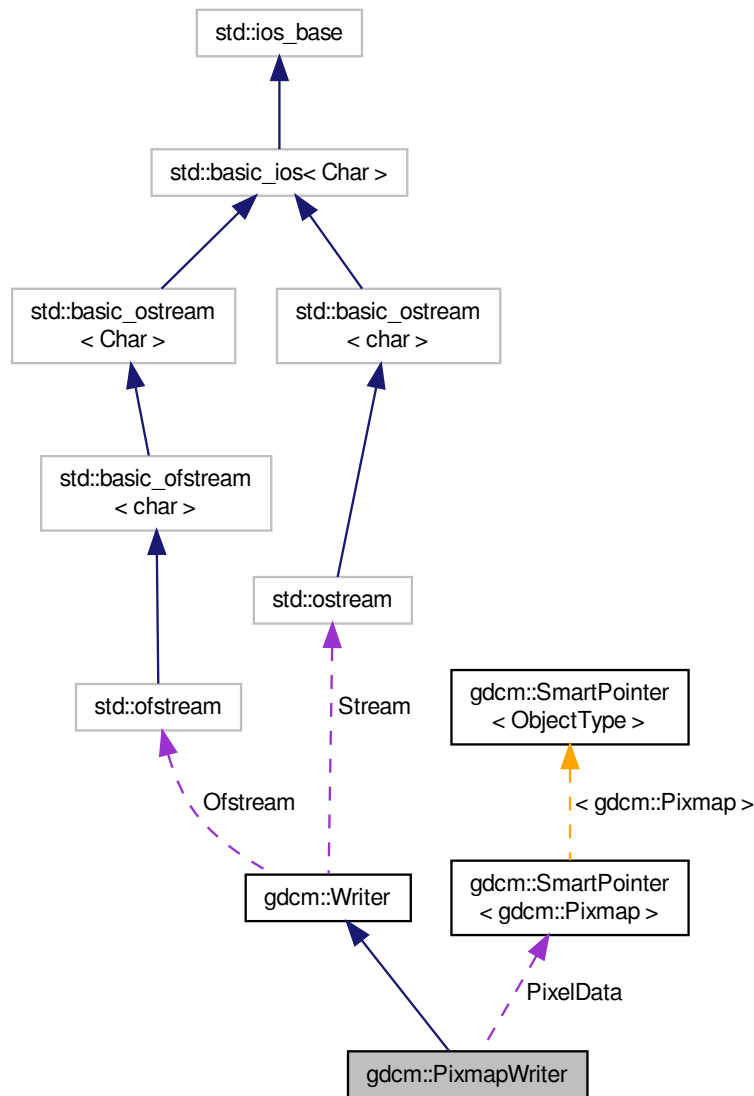 std::ios_base
std::basic_ios< Char >
std::basic_ostream
< Char >
std::basic_ostream
< char >
std::basic_ofstream
< char >
std::ostream
std::ofstream
Stream
gdcm::SmartPointer
< ObjectType >
Ofstream
< gdcm::Pixmap >
gdcm::Writer
gdcm::SmartPointer
< gdcm::Pixmap >
PixelData
gdcm::PixmapWriter